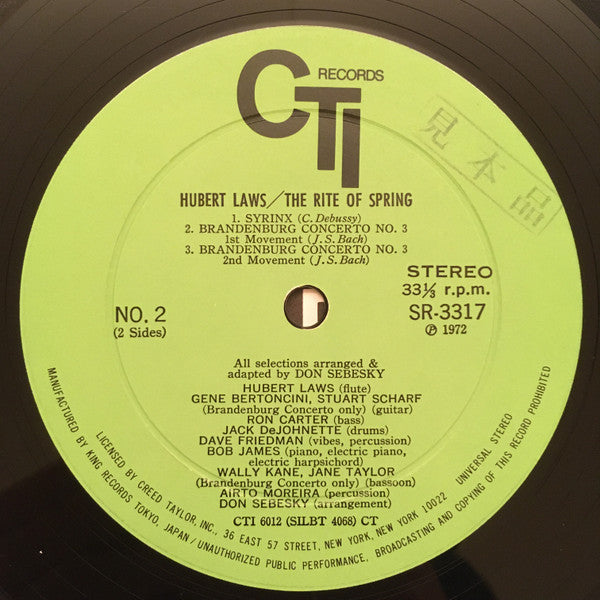 RECORDS
CTI
見本品
HUBERT LAWS/THE RITE OF SPRING
1. SYRINX (C. Debussy)
2. BRANDENBURG CONCERTO NO. 3
1st Movement (J. S. Bach)
3. BRANDENBURG CONCERTO NO. 3
2nd Movement (J. S. Bach)
STEREO
33⅓ r.p.m.
NO. 2
SR-3317
(2 Sides)
Ⓟ 1972
All selections arranged &
adapted by DON SEBESKY
HUBERT LAWS (flute)
GENE BERTONCINI, STUART SCHARF
(Brandenburg Concerto only) (guitar)
RON CARTER (bass)
JACK DeJOHNETTE (drums)
DAVE FRIEDMAN (vibes, percussion)
BOB JAMES (piano, electric piano,
electric harpsichord)
WALLY KANE, JANE TAYLOR
(Brandenburg Concerto only) (bassoon)
AIRTO MOREIRA (percussion)
DON SEBESKY (arrangement)
CTI 6012 (SILBT 4068) CT
LICENSED BY CREED TAYLOR, INC., 36 EAST 57 STREET, NEW YORK, NEW YORK 10022 UNIVERSAL STEREO
MANUFACTURED BY KING RECORDS TOKYO, JAPAN/UNAUTHORIZED PUBLIC PERFORMANCE, BROADCASTING AND COPYING OF THIS RECORD PROHIBITED